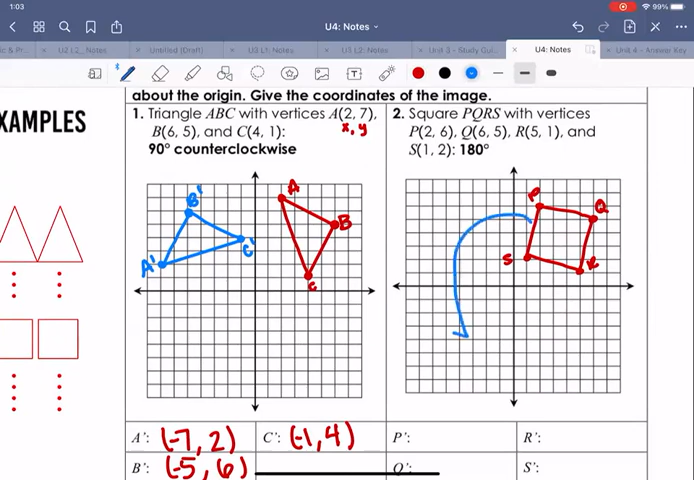 1:03
99%
U4: Notes
ic & Pr...
U2 L2_ Notes
Untitled (Draft)
U3 L1: Notes
U3 L2: Notes
Unit 3 - Study Gui...
U4: Notes
Unit 4 - Answer Key
about the origin. Give the coordinates of the image.
XAMPLES
1. Triangle ABC with vertices A(2, 7),
B(6, 5), and C(4, 1):
x, y
90° counterclockwise
2. Square PQRS with vertices
P(2, 6), Q(6, 5), R(5, 1), and
S(1, 2): 180°
A
B
C
A'
B'
C'
P
Q
R
S
A': (-7, 2)
C': (-1, 4)
P':
R':
B': (-5, 6)
Q':
S':